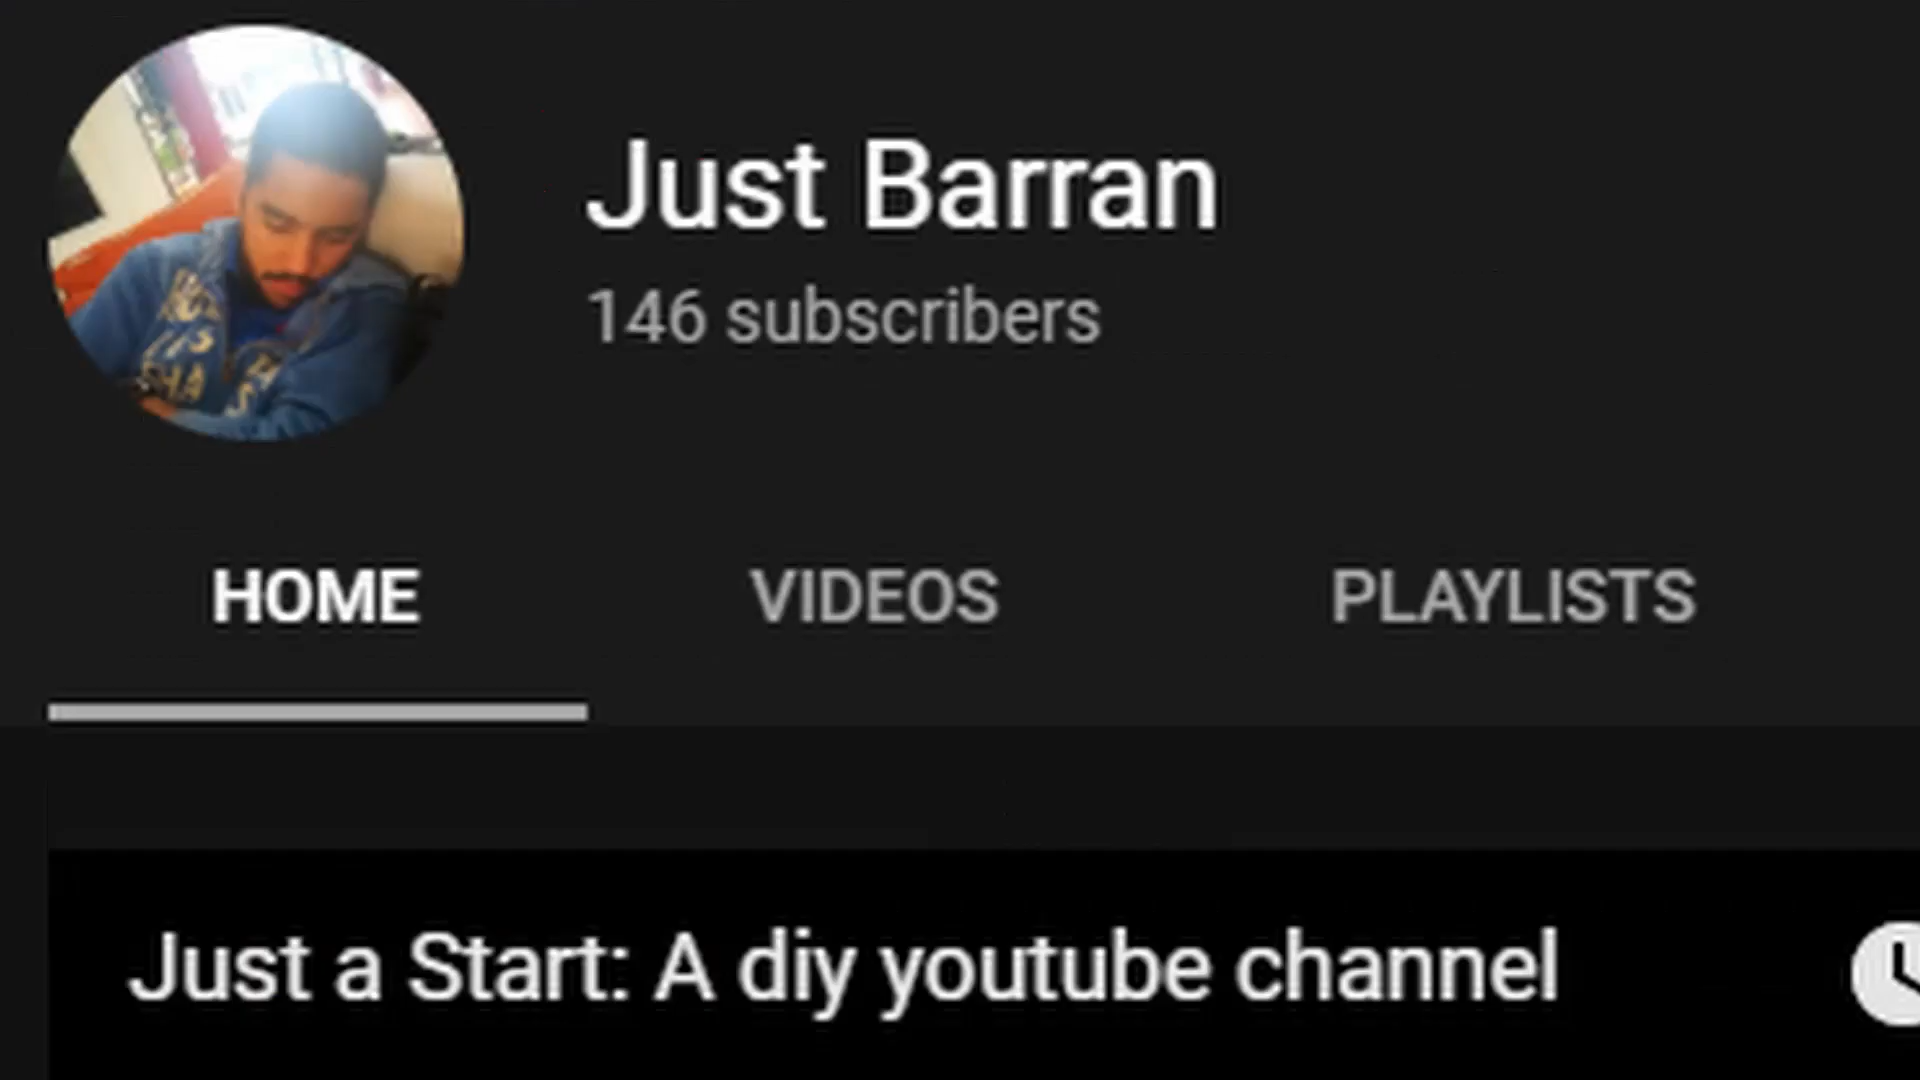 Just Barran
146 subscribers
HOME VIDEOS PLAYLISTS
Just a Start: A diy youtube channel